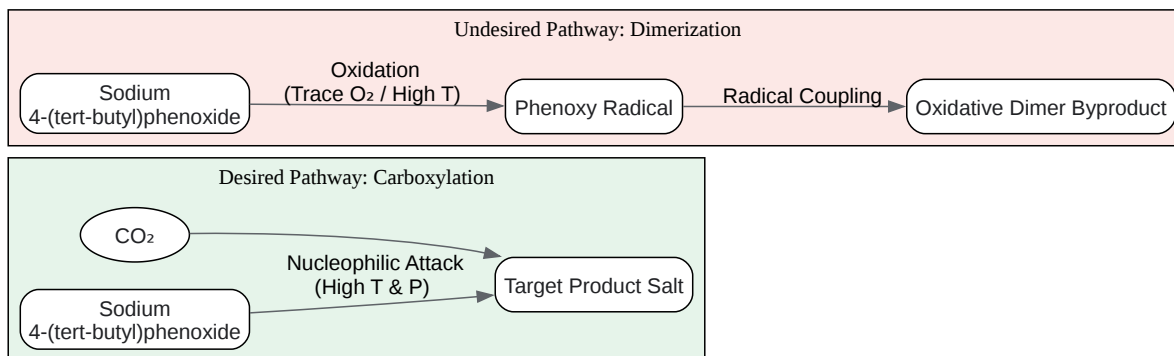 Undesired Pathway: Dimerization
Sodium
4-(tert-butyl)phenoxide
Oxidation
(Trace O₂ / High T)
Phenoxy Radical
Radical Coupling
Oxidative Dimer Byproduct
Desired Pathway: Carboxylation
CO₂
Sodium
4-(tert-butyl)phenoxide
Nucleophilic Attack
(High T & P)
Target Product Salt